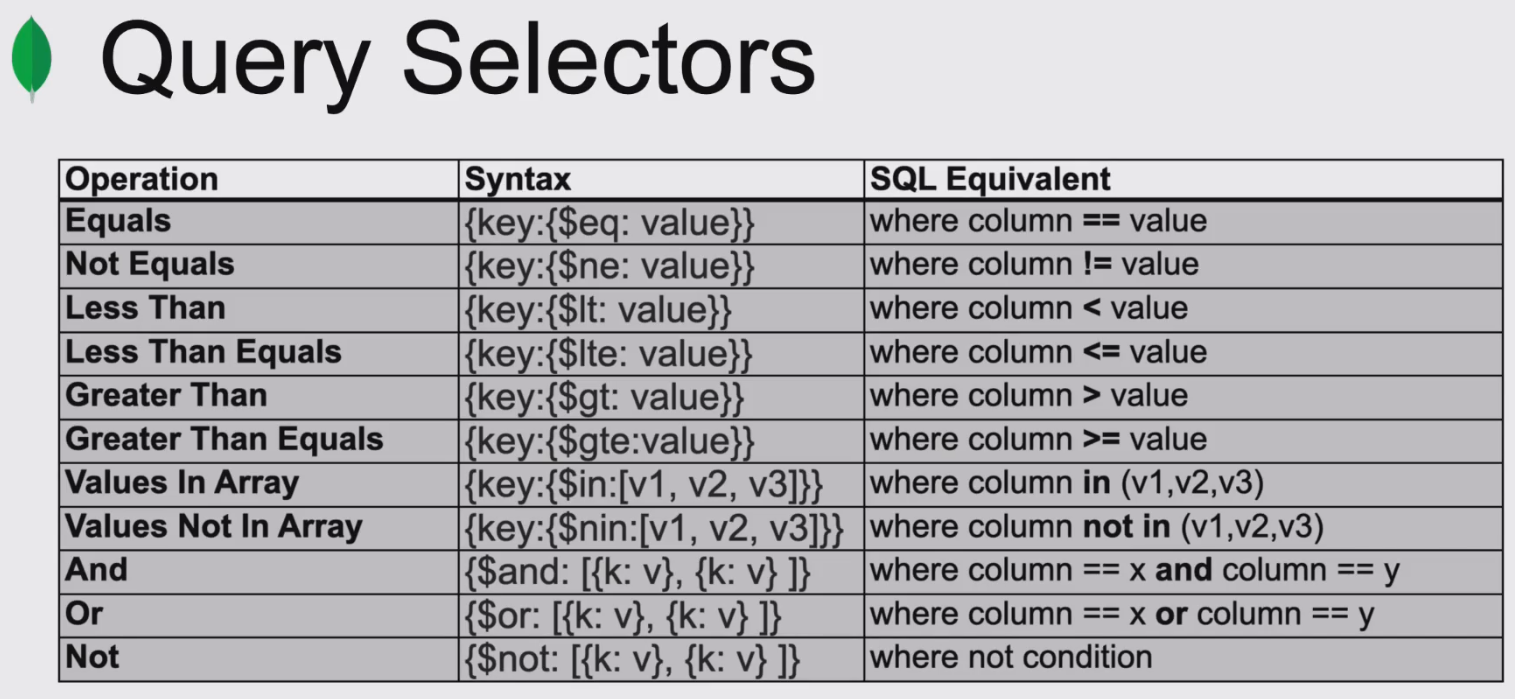 Query Selectors
Operation Syntax SQL Equivalent
Equals {key:{$eq: value}} where column == value
Not Equals {key:{$ne: value}} where column != value
Less Than {key:{$lt: value}} where column < value
Less Than Equals {key:{$lte: value}} where column <= value
Greater Than {key:{$gt: value}} where column > value
Greater Than Equals {key:{$gte:value}} where column >= value
Values In Array {key:{$in:[v1, v2, v3]}} where column in (v1,v2,v3)
Values Not In Array {key:{$nin:[v1, v2, v3]}} where column not in (v1,v2,v3)
And {$and: [{k: v}, {k: v} ]} where column == x and column == y
Or {$or: [{k: v}, {k: v} ]} where column == x or column == y
Not {$not: [{k: v}, {k: v} ]} where not condition